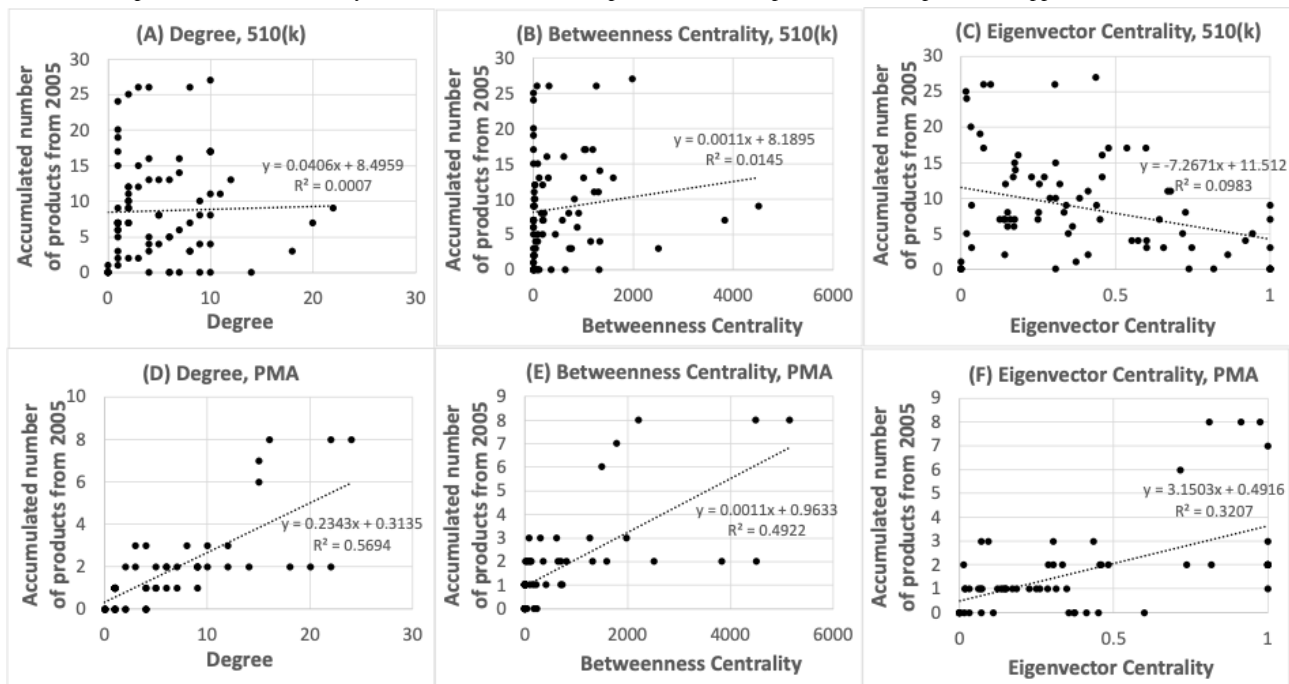 (A) Degree, 510(k)
Accumulated number
of products from 2005
30
25
20
15
10
5
0
y = 0.0406x + 8.4959
R² = 0.0007
0 10 20 30
Degree
(B) Betweenness Centrality, 510(k)
Accumulated number
of products from 2005
30
25
20
15
10
5
0
y = 0.0011x + 8.1895
R² = 0.0145
0 2000 4000 6000
Betweenness Centrality
(C) Eigenvector Centrality, 510(k)
Accumulated number
of products from 2005
30
25
20
15
10
5
0
y = -7.2671x + 11.512
R² = 0.0983
0 0.5 1
Eigenvector Centrality
(D) Degree, PMA
Accumulated number
of products from 2005
10
8
6
4
2
0
y = 0.2343x + 0.3135
R² = 0.5694
0 10 20 30
Degree
(E) Betweenness Centrality, PMA
Accumulated number
of products from 2005
9
8
7
6
5
4
3
2
1
0
y = 0.0011x + 0.9633
R² = 0.4922
0 2000 4000 6000
Betweenness Centrality
(F) Eigenvector Centrality, PMA
Accumulated number
of products from 2005
9
8
7
6
5
4
3
2
1
0
y = 3.1503x + 0.4916
R² = 0.3207
0 0.5 1
Eigenvector Centrality